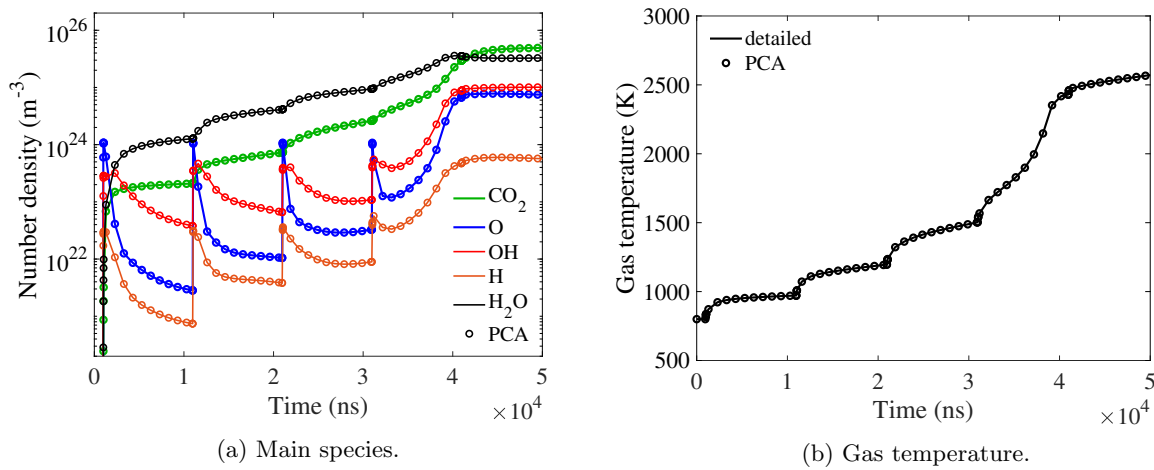 10^26
10^24
10^22
Number density (m^−3)
CO_2
O
OH
H
H_2O
PCA
0 1 2 3 4 5
Time (ns)
×10^4
(a) Main species.
3000
2500
2000
1500
1000
500
Gas temperature (K)
detailed
PCA
0 1 2 3 4 5
Time (ns)
×10^4
(b) Gas temperature.